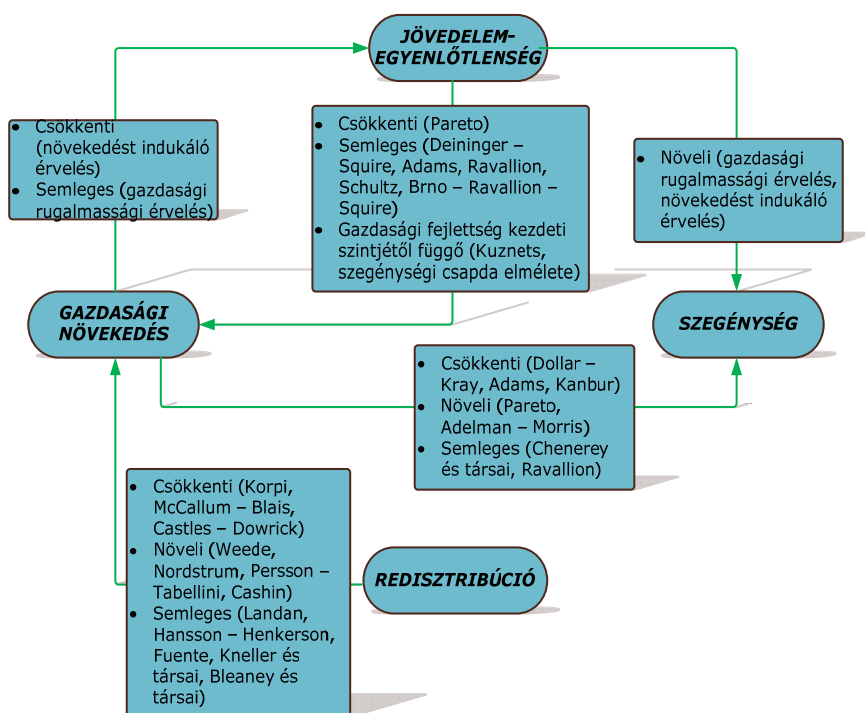 JÖVEDELEM-
EGYENLŐTLENSÉG
• Csökkenti
(növekedést indukáló
érvelés)
• Semleges (gazdasági
rugalmassági érvelés)
• Csökkenti (Pareto)
• Semleges (Deininger –
Squire, Adams, Ravallion,
Schultz, Brno – Ravallion –
Squire)
• Gazdasági fejlettség kezdeti
szintjétől függő (Kuznets,
szegénységi csapda elmélete)
• Növeli (gazdasági
rugalmassági érvelés,
növekedést indukáló
érvelés)
GAZDASÁGI
NÖVEKEDÉS
SZEGÉNYSÉG
• Csökkenti (Dollar –
Kray, Adams, Kanbur)
• Növeli (Pareto,
Adelman – Morris)
• Semleges (Chenerey
és társai, Ravallion)
• Csökkenti (Korpi,
McCallum – Blais,
Castles – Dowrick)
• Növeli (Weede,
Nordstrum, Persson –
Tabellini, Cashin)
• Semleges (Landan,
Hansson – Henkerson,
Fuente, Kneller és
társai, Bleaney és
társai)
REDISZTRIBÚCIÓ